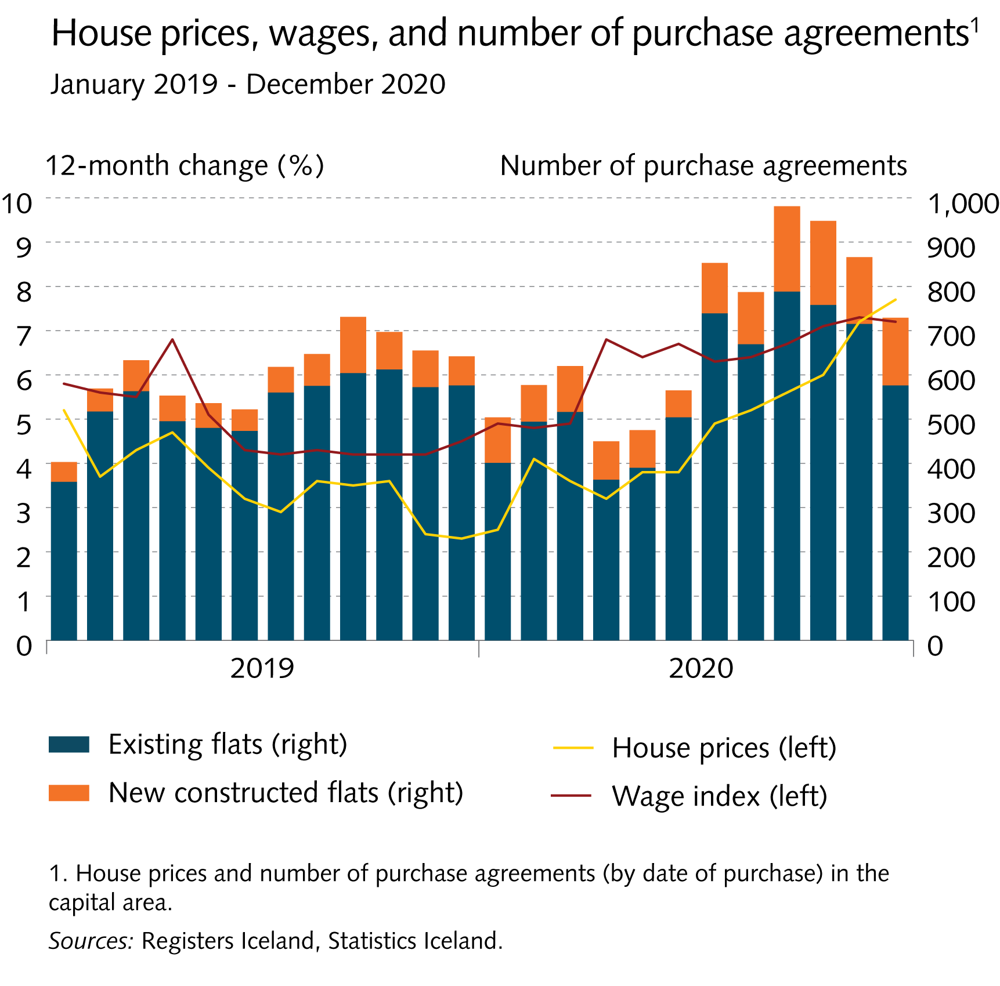 House prices, wages, and number of purchase agreements¹
January 2019 - December 2020
12-month change (%)
Number of purchase agreements
10
9
8
7
6
5
4
3
2
1
0
1,000
900
800
700
600
500
400
300
200
100
0
2019
2020
Existing flats (right)
New constructed flats (right)
House prices (left)
Wage index (left)
1. House prices and number of purchase agreements (by date of purchase) in the
capital area.
Sources: Registers Iceland, Statistics Iceland.